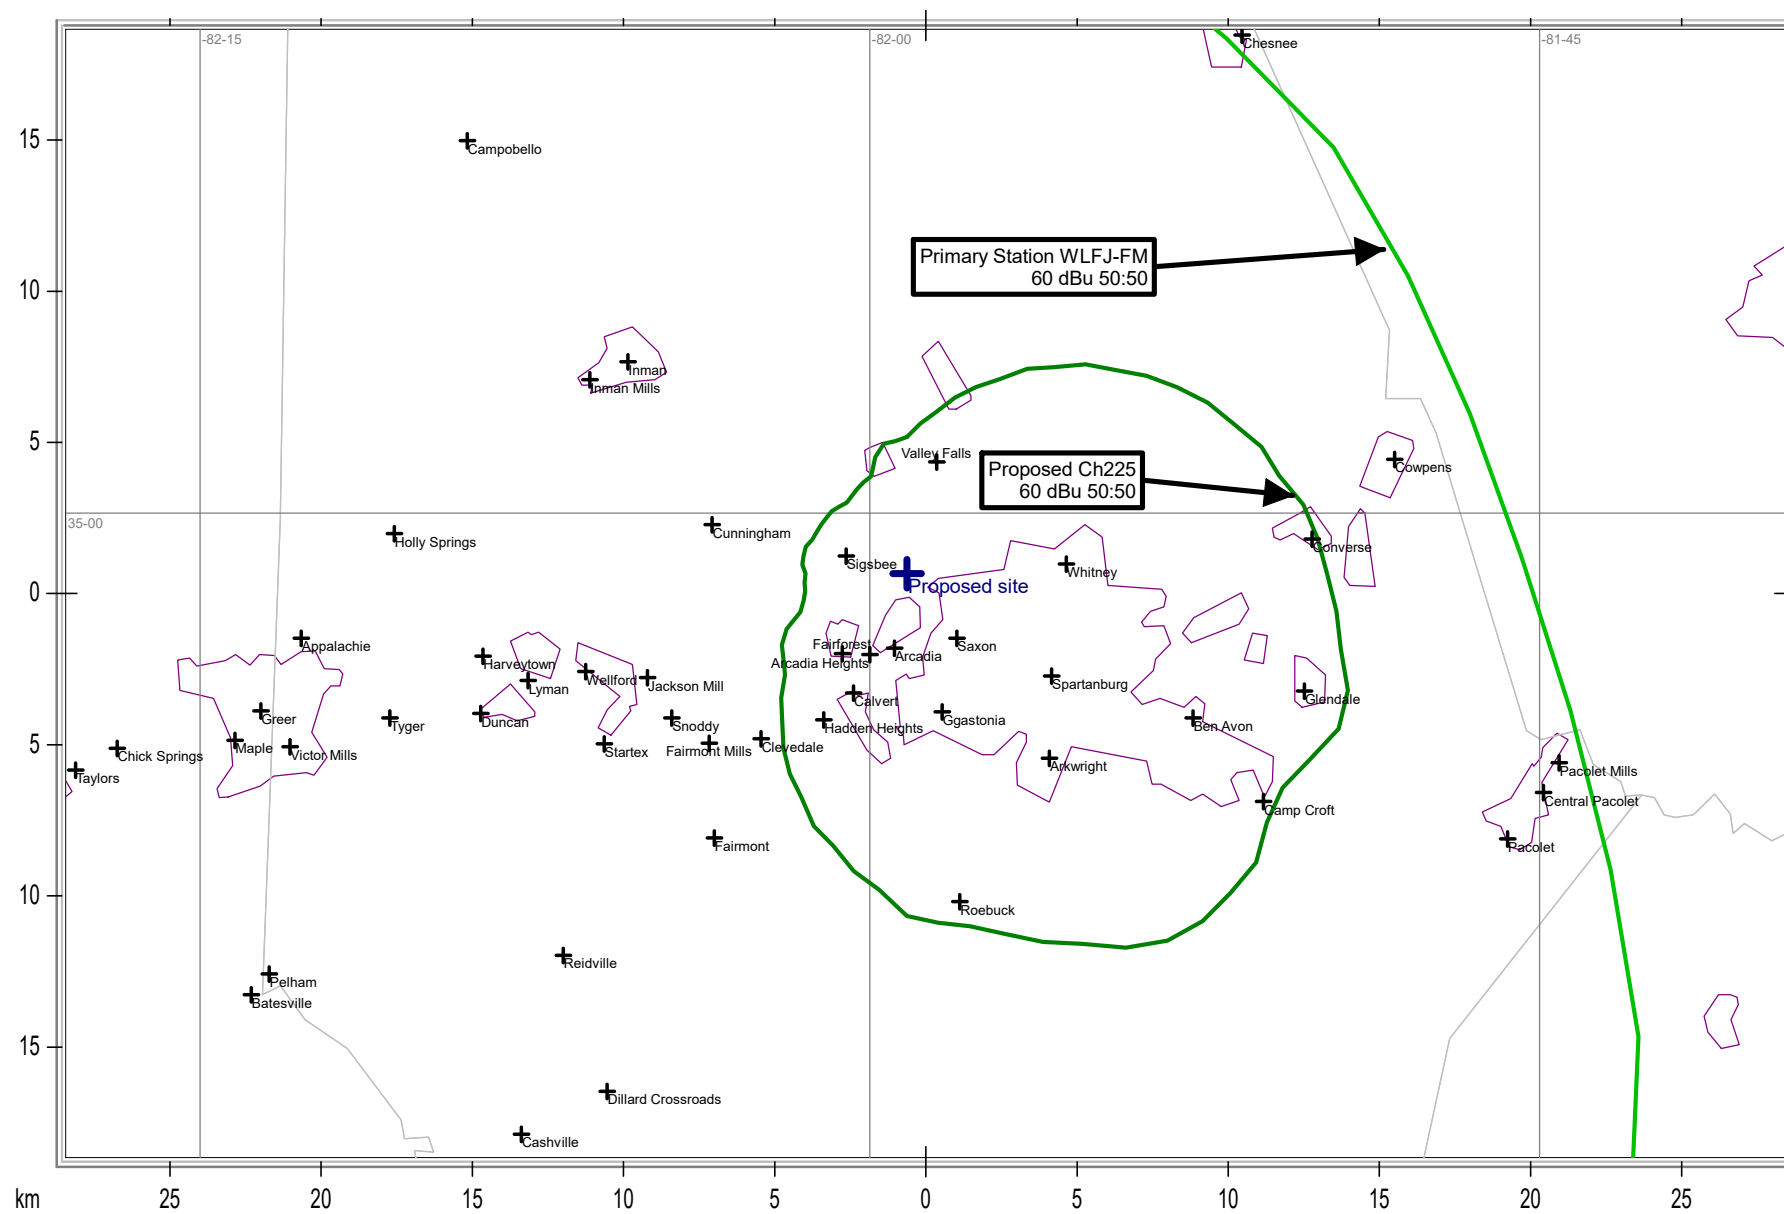 -82-15
-82-00
-81-45
Chesnee
15
Campobello
Primary Station WLFJ-FM
60 dBu 50:50
10
Inman
Inman Mills
5
Valley Falls
Proposed Ch225
60 dBu 50:50
Cowpens
35-00
Holly Springs
Cunningham
Converse
Sigsbee
Whitney
Proposed site
0
Appalachie
Fairforest
Saxon
Harveytown
Arcadia Heights
Arcadia
Wellford
Jackson Mill
Lyman
Spartanburg
Calvert
Glendale
Greer
Tyger
Duncan
Snoddy
Hadden Heights
Ggastonia
Ben Avon
5
Chick Springs
Maple
Victor Mills
Startex
Fairmont Mills
Clevedale
Arkwright
Taylors
Pacolet Mills
Central Pacolet
Camp Croft
Fairmont
Pacolet
10
Roebuck
Reidville
Pelham
Batesville
15
Dillard Crossroads
Cashville
km
25
20
15
10
5
0
5
10
15
20
25